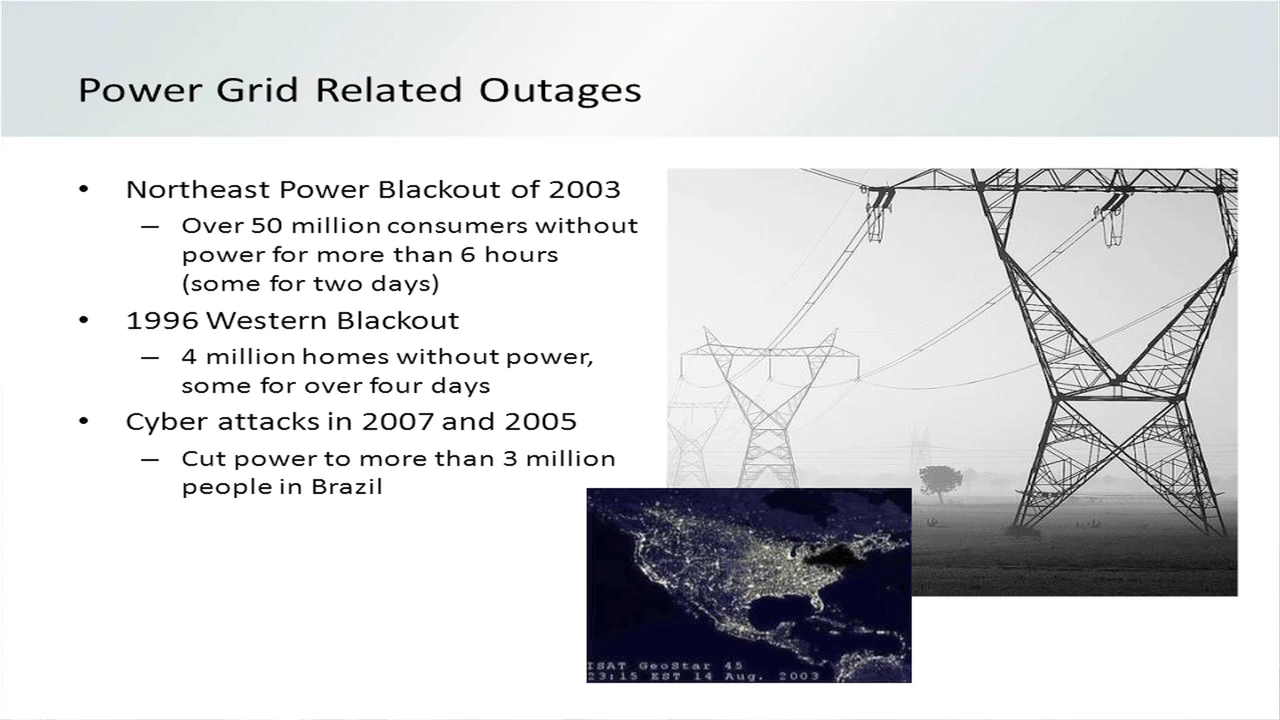 Power Grid Related Outages
• Northeast Power Blackout of 2003
– Over 50 million consumers without
power for more than 6 hours
(some for two days)
• 1996 Western Blackout
– 4 million homes without power,
some for over four days
• Cyber attacks in 2007 and 2005
– Cut power to more than 3 million
people in Brazil
ISAT GeoStar 45
23:15 EST 14 Aug. 2003